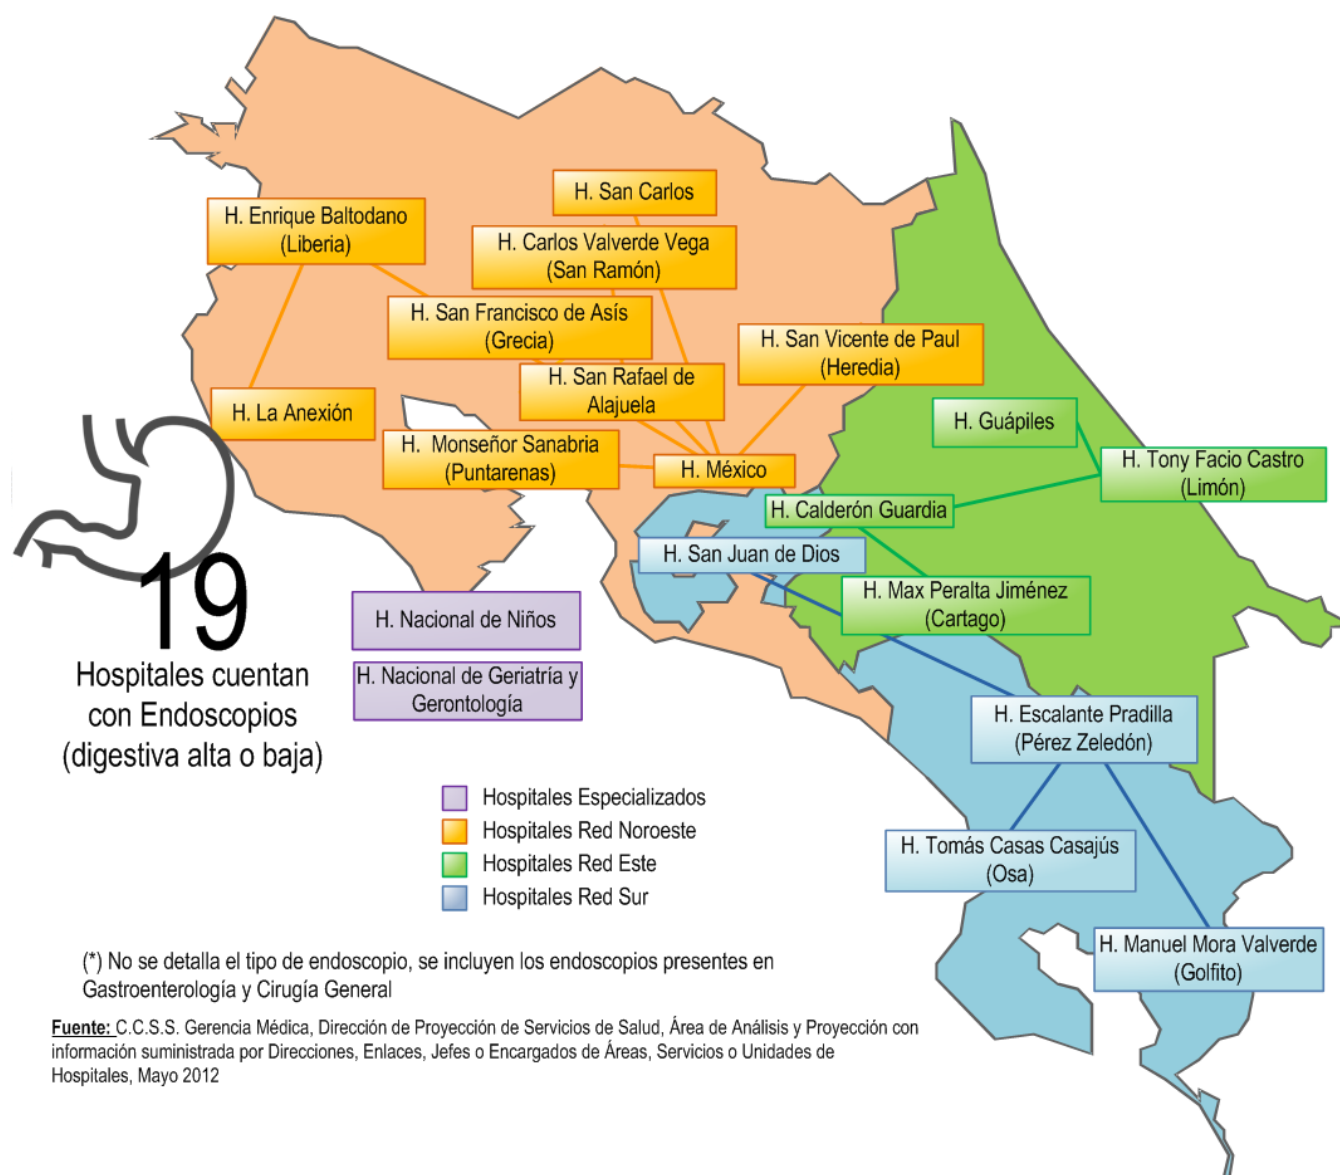 H. San Carlos
H. Enrique Baltodano
(Liberia)
H. Carlos Valverde Vega
(San Ramón)
H. San Francisco de Asís
(Grecia)
H. San Vicente de Paul
(Heredia)
H. San Rafael de
Alajuela
H. La Anexión
H. Guápiles
H.  Monseñor Sanabria
(Puntarenas)
H. México
H. Tony Facio Castro
(Limón)
H. Calderón Guardia
H. San Juan de Dios
H. Max Peralta Jiménez
(Cartago)
19
Hospitales cuentan
con Endoscopios
(digestiva alta o baja)
H. Nacional de Niños
H. Nacional de Geriatría y
Gerontología
H. Escalante Pradilla
(Pérez Zeledón)
H. Tomás Casas Casajús
(Osa)
H. Manuel Mora Valverde
(Golfito)
Hospitales Especializados
Hospitales Red Noroeste
Hospitales Red Este
Hospitales Red Sur
(*) No se detalla el tipo de endoscopio, se incluyen los endoscopios presentes en
Gastroenterología y Cirugía General
Fuente: C.C.S.S. Gerencia Médica, Dirección de Proyección de Servicios de Salud, Área de Análisis y Proyección con
información suministrada por Direcciones, Enlaces, Jefes o Encargados de Áreas, Servicios o Unidades de
Hospitales, Mayo 2012